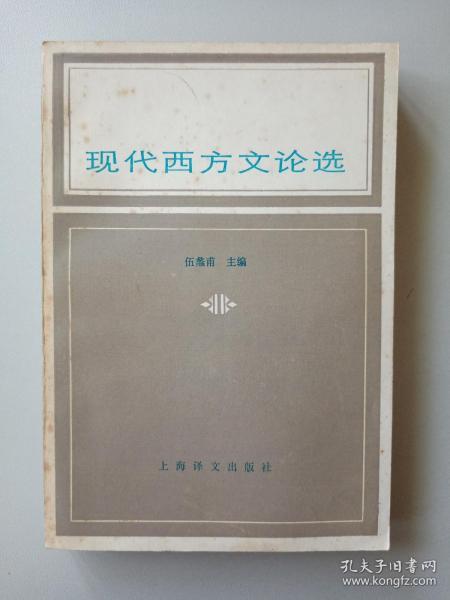 现代西方文论选
伍蠡甫 主编
上海译文出版社
孔夫子旧书网
www.kongfz.com